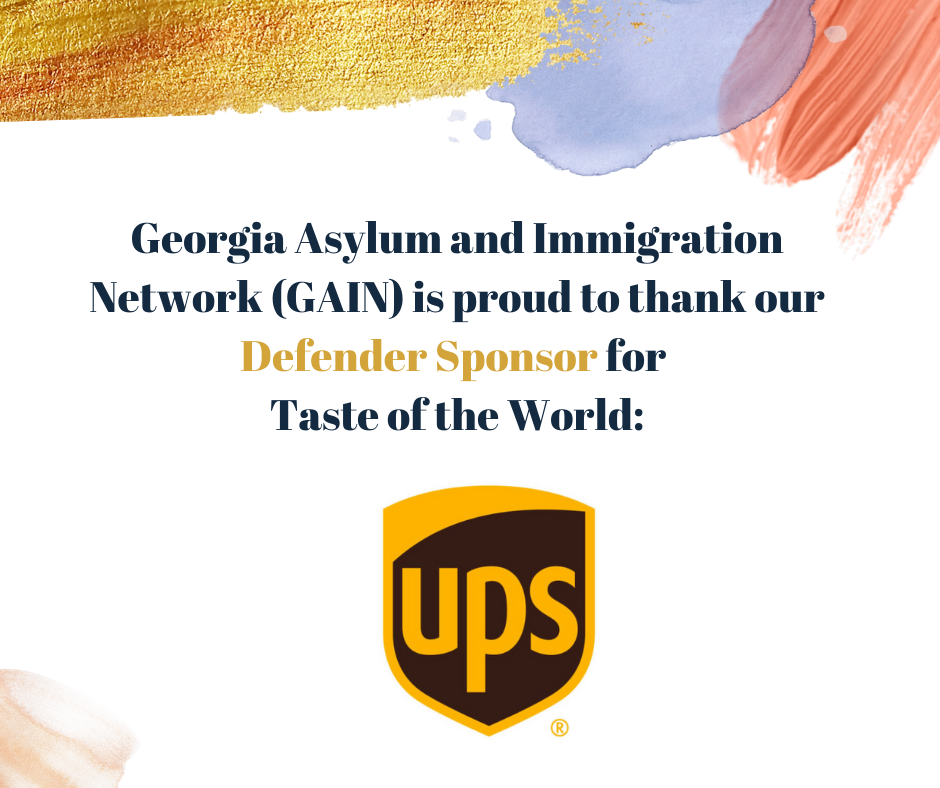 Georgia Asylum and Immigration
Network (GAIN) is proud to thank our
Defender Sponsor for
Taste of the World:
ups
®